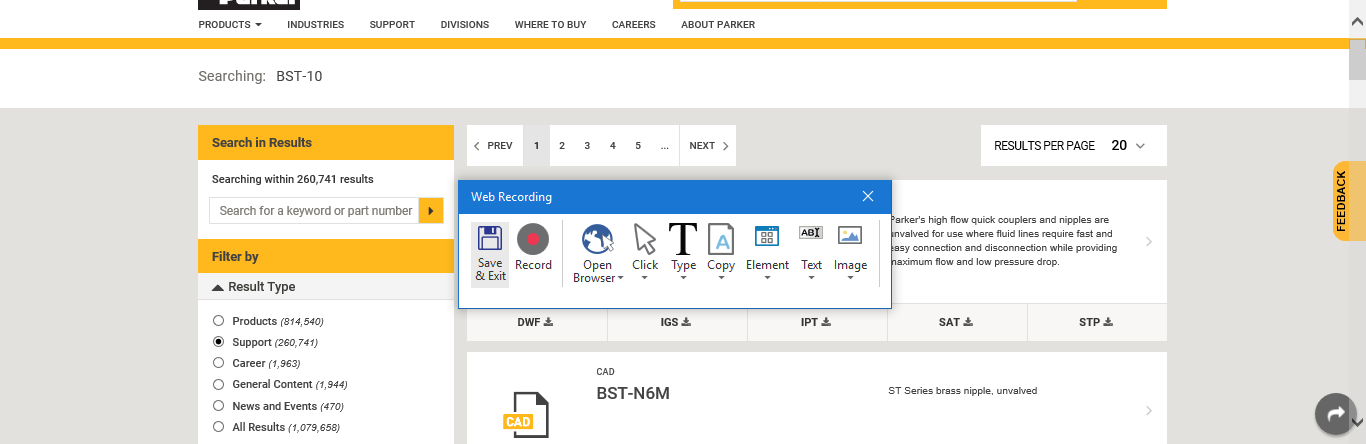 PRODUCTS INDUSTRIES SUPPORT DIVISIONS WHERE TO BUY CAREERS ABOUT PARKER
Searching: BST-10
Search in Results
Searching within 260,741 results
Search for a keyword or part number
Filter by
Result Type
Products (814,540)
Support (260,741)
Career (1,963)
General Content (1,944)
News and Events (470)
All Results (1,079,658)
PREV 1 2 3 4 5 ... NEXT
RESULTS PER PAGE 20
Web Recording
Save & Exit
Record
Open Browser
Click
Type
Copy
Element
Text
Image
Parker's high flow quick couplers and nipples are
unvalved for use where fluid lines require fast and
easy connection and disconnection while providing
maximum flow and low pressure drop.
DWF IGS IPT SAT STP
CAD
BST-N6M
CAD
ST Series brass nipple, unvalved
FEEDBACK